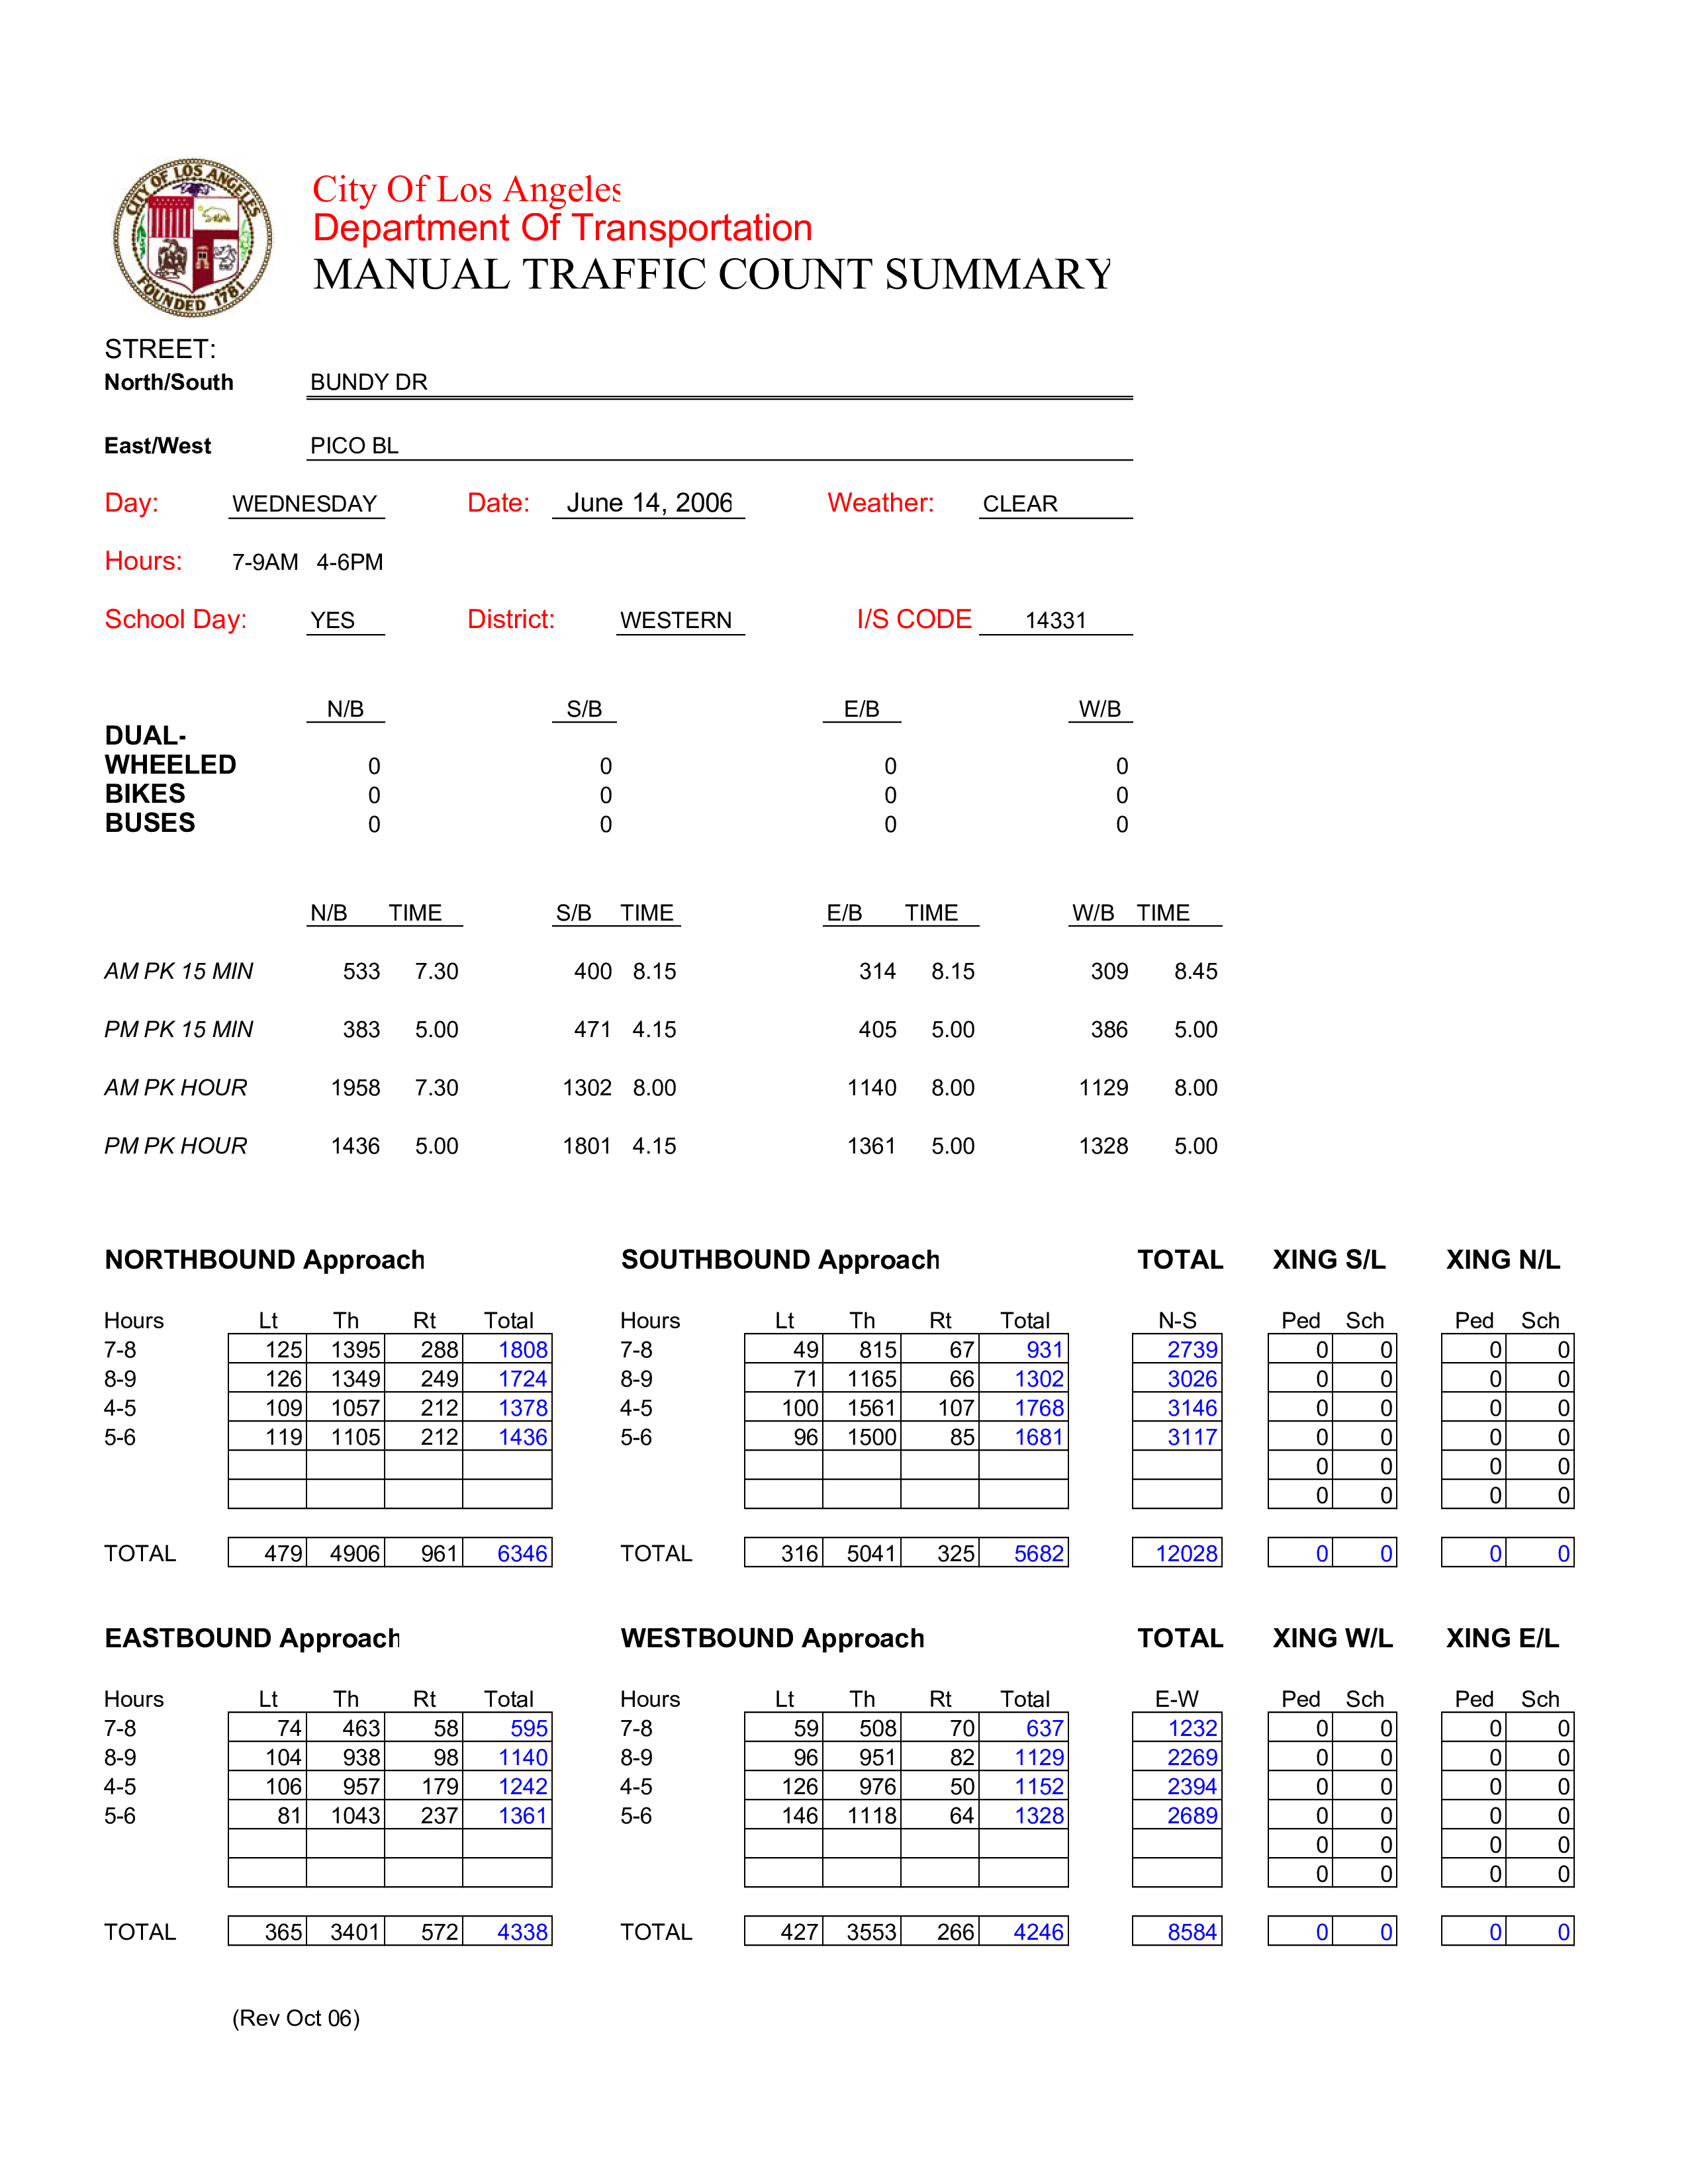 CITY OF LOS ANGELES
FOUNDED 1781
City Of Los Angeles
Department Of Transportation
MANUAL TRAFFIC COUNT SUMMARY
STREET:
North/South BUNDY DR
East/West PICO BL
Day: WEDNESDAY Date: June 14, 2006 Weather: CLEAR
Hours: 7-9AM 4-6PM
School Day: YES District: WESTERN I/S CODE 14331
N/B S/B E/B W/B
DUAL-
WHEELED 0 0 0 0
BIKES 0 0 0 0
BUSES 0 0 0 0
N/B TIME S/B TIME E/B TIME W/B TIME
AM PK 15 MIN 533 7.30 400 8.15 314 8.15 309 8.45
PM PK 15 MIN 383 5.00 471 4.15 405 5.00 386 5.00
AM PK HOUR 1958 7.30 1302 8.00 1140 8.00 1129 8.00
PM PK HOUR 1436 5.00 1801 4.15 1361 5.00 1328 5.00
NORTHBOUND Approach SOUTHBOUND Approach TOTAL XING S/L XING N/L
Hours Lt Th Rt Total Hours Lt Th Rt Total N-S Ped Sch Ped Sch
7-8 125 1395 288 1808 7-8 49 815 67 931 2739 0 0 0 0
8-9 126 1349 249 1724 8-9 71 1165 66 1302 3026 0 0 0 0
4-5 109 1057 212 1378 4-5 100 1561 107 1768 3146 0 0 0 0
5-6 119 1105 212 1436 5-6 96 1500 85 1681 3117 0 0 0 0
0 0 0 0
0 0 0 0
TOTAL 479 4906 961 6346 TOTAL 316 5041 325 5682 12028 0 0 0 0
EASTBOUND Approach WESTBOUND Approach TOTAL XING W/L XING E/L
Hours Lt Th Rt Total Hours Lt Th Rt Total E-W Ped Sch Ped Sch
7-8 74 463 58 595 7-8 59 508 70 637 1232 0 0 0 0
8-9 104 938 98 1140 8-9 96 951 82 1129 2269 0 0 0 0
4-5 106 957 179 1242 4-5 126 976 50 1152 2394 0 0 0 0
5-6 81 1043 237 1361 5-6 146 1118 64 1328 2689 0 0 0 0
0 0 0 0
0 0 0 0
TOTAL 365 3401 572 4338 TOTAL 427 3553 266 4246 8584 0 0 0 0
(Rev Oct 06)